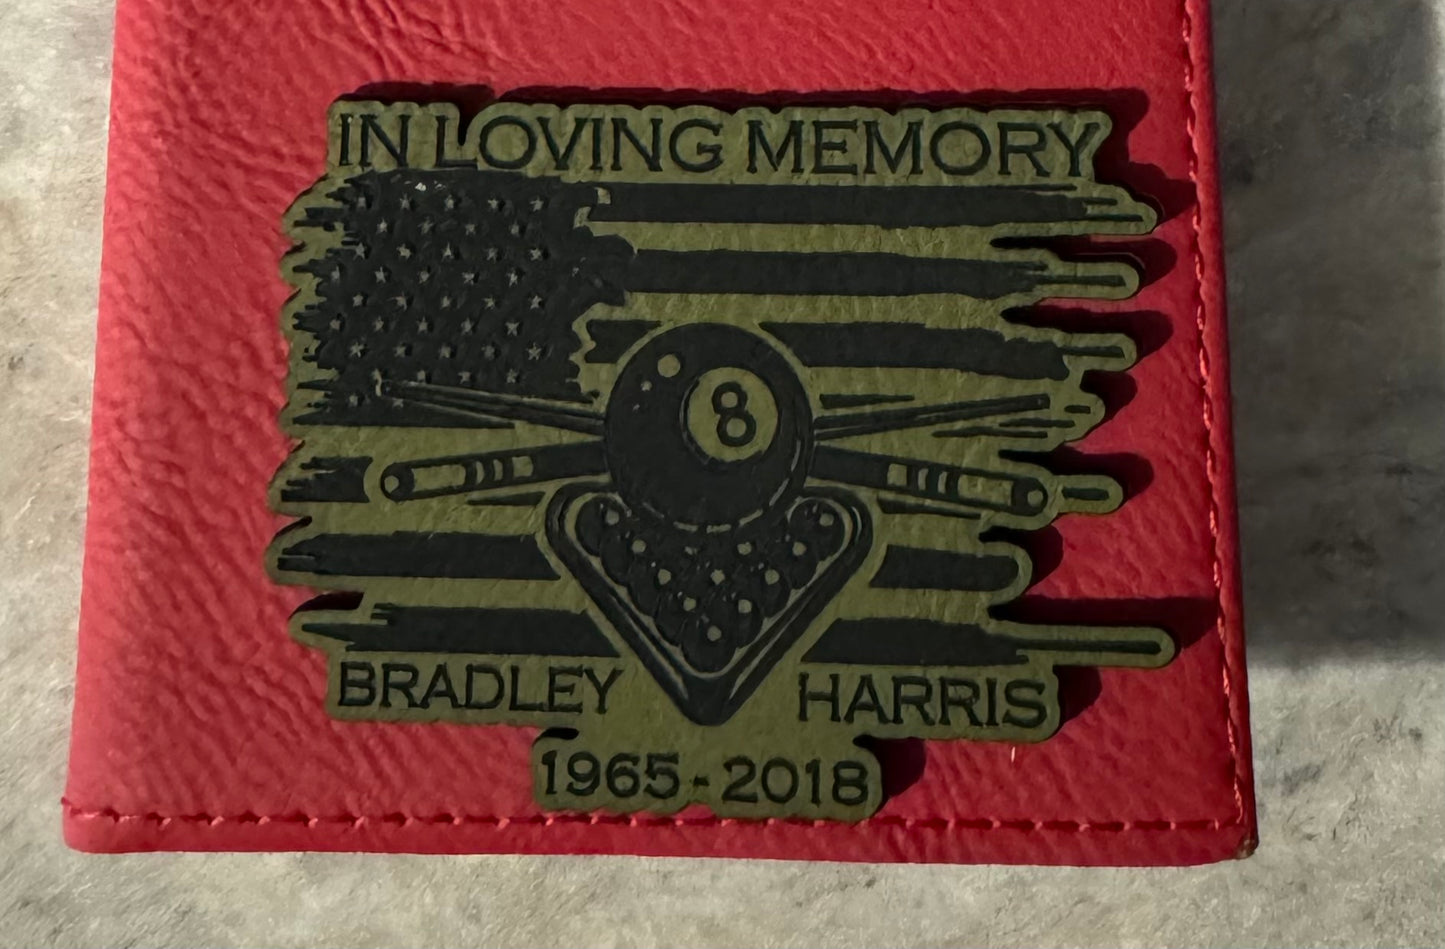 IN LOVING MEMORY
8
BRADLEY HARRIS
1965 - 2018